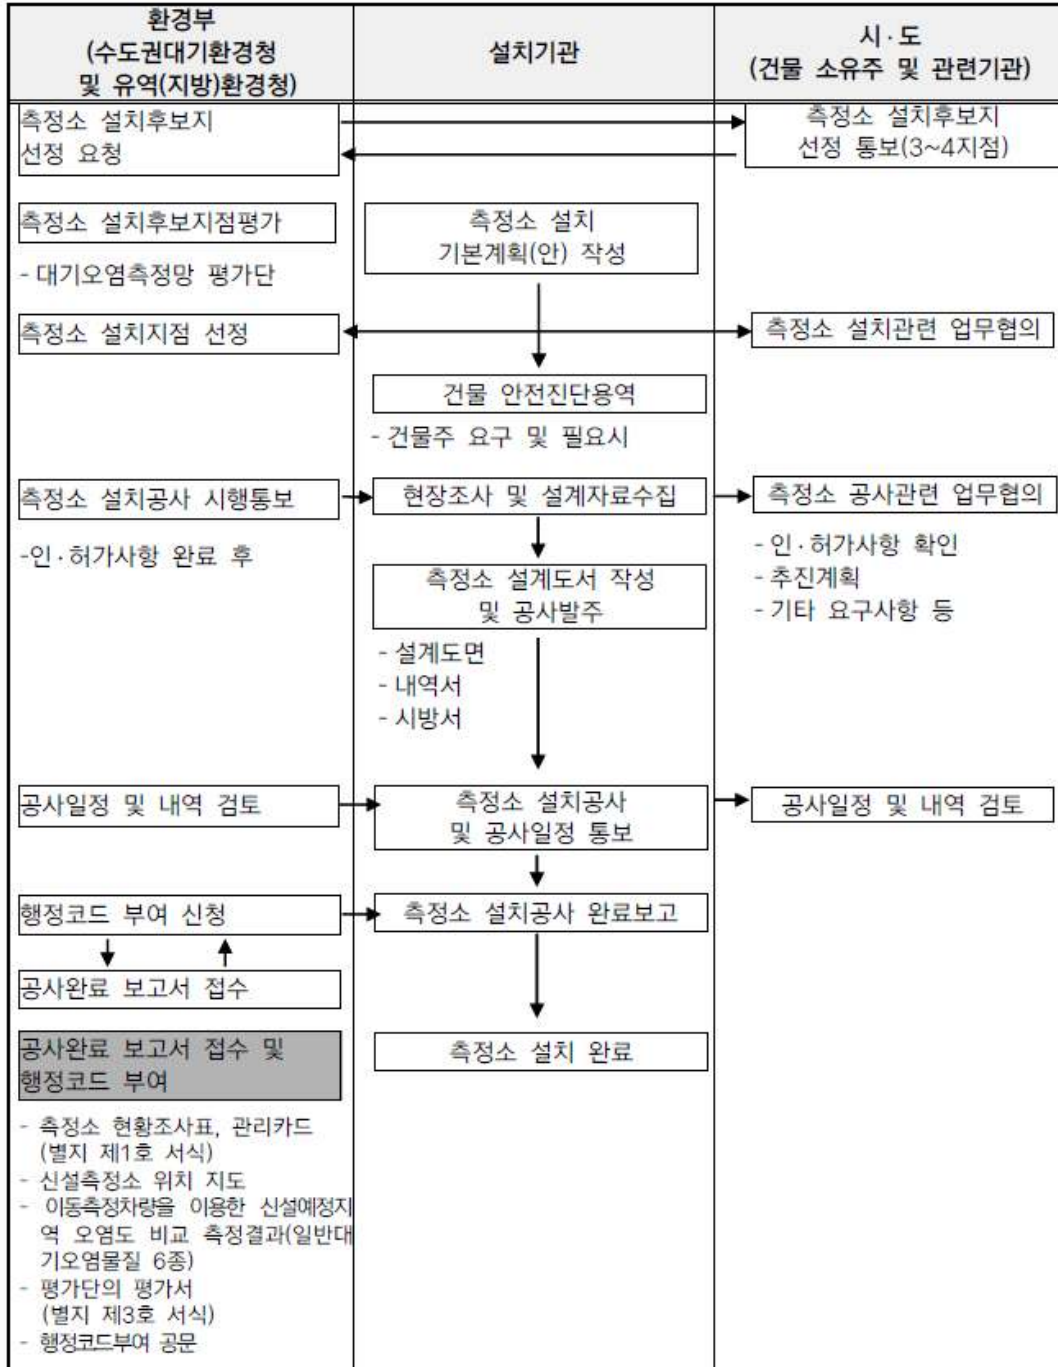 환경부
(수도권대기환경청
및 유역(지방)환경청)
설치기관
시·도
(건물 소유주 및 관련기관)
측정소 설치후보지
선정 요청
측정소 설치후보지
선정 통보(3~4지점)
측정소 설치후보지점평가
- 대기오염측정망 평가단
측정소 설치
기본계획(안) 작성
측정소 설치지점 선정
측정소 설치관련 업무협의
건물 안전진단용역
- 건물주 요구 및 필요시
측정소 설치공사 시행통보
-인·허가사항 완료 후
현장조사 및 설계자료수집
측정소 공사관련 업무협의
- 인·허가사항 확인
- 추진계획
- 기타 요구사항 등
측정소 설계도서 작성
및 공사발주
- 설계도면
- 내역서
- 시방서
공사일정 및 내역 검토
측정소 설치공사
및 공사일정 통보
공사일정 및 내역 검토
행정코드 부여 신청
측정소 설치공사 완료보고
공사완료 보고서 접수
공사완료 보고서 접수 및
행정코드 부여
측정소 설치 완료
- 측정소 현황조사표, 관리카드
(별지 제1호 서식)
- 신설측정소 위치 지도
- 이동측정차량을 이용한 신설예정지
역 오염도 비교 측정결과(일반대
기오염물질 6종)
- 평가단의 평가서
(별지 제3호 서식)
- 행정코드부여 공문